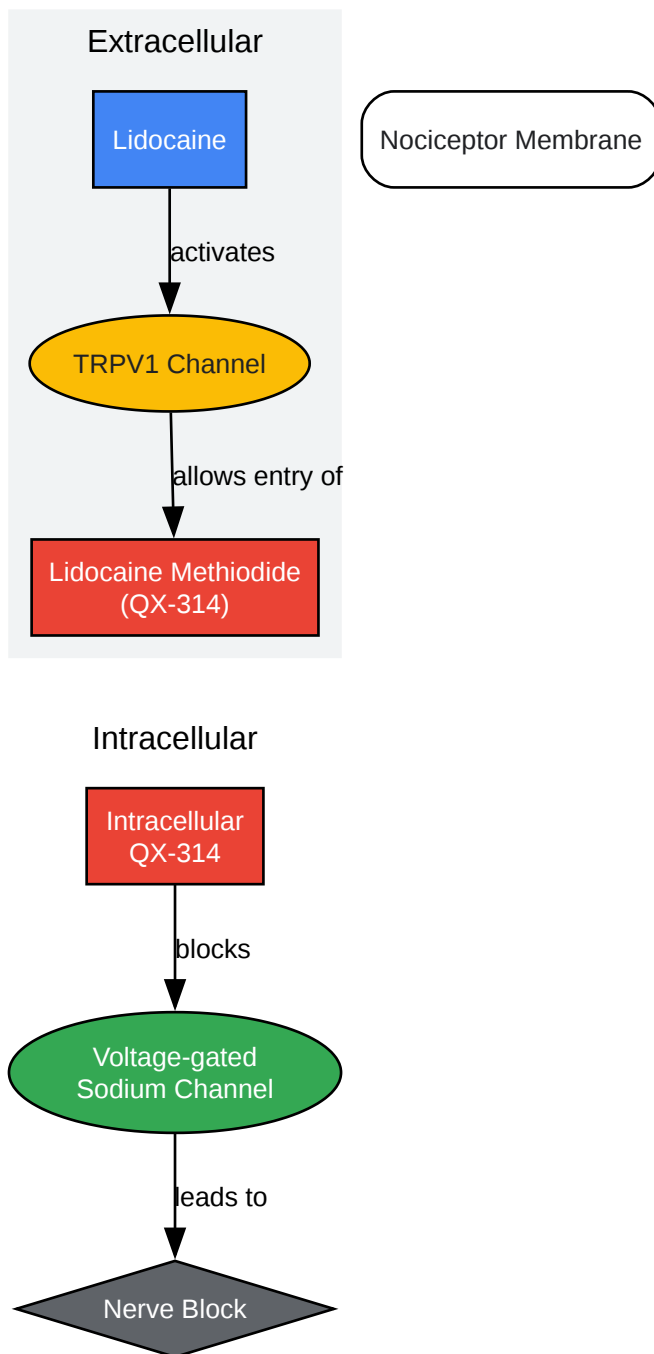 Extracellular
Lidocaine
Nociceptor Membrane
activates
TRPV1 Channel
allows entry of
Lidocaine Methiodide
(QX-314)
Intracellular
Intracellular
QX-314
blocks
Voltage-gated
Sodium Channel
leads to
Nerve Block